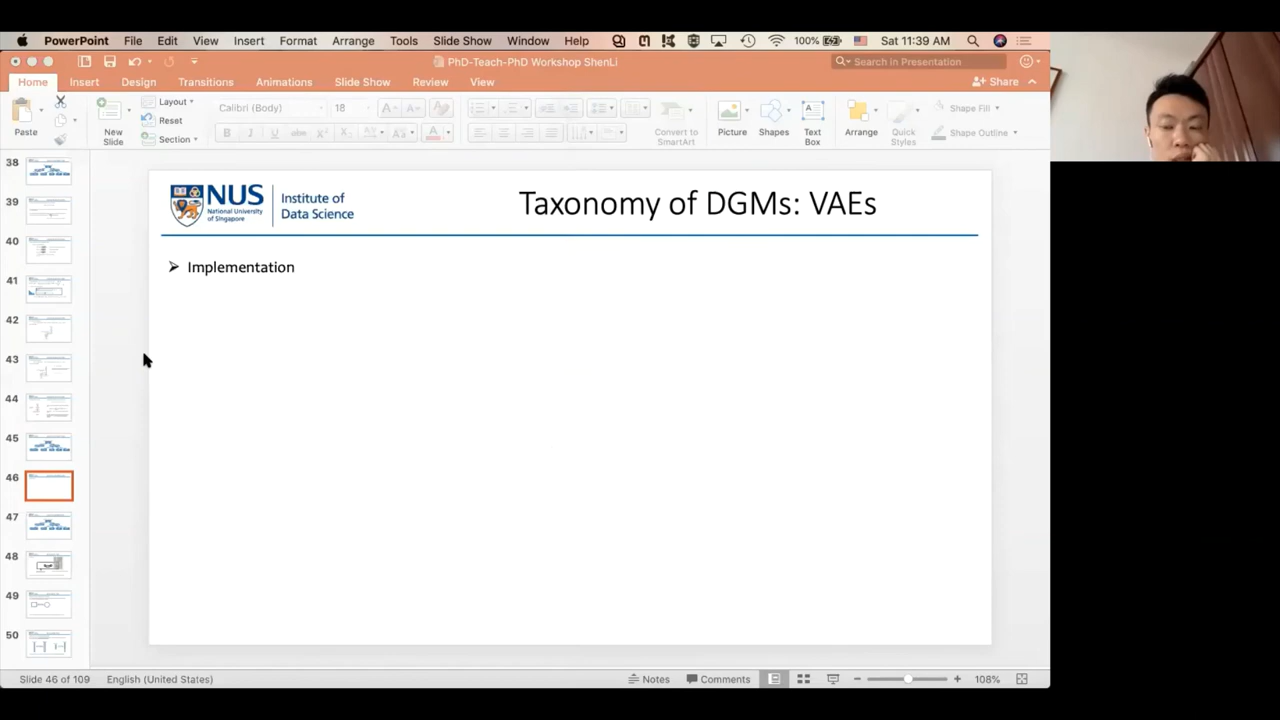 PowerPoint File Edit View Insert Format Arrange Tools Slide Show Window Help 100% Sat 11:39 AM
PhD-Teach-PhD Workshop ShenLi
Search in Presentation
Home Insert Design Transitions Animations Slide Show Review View
Share
Paste
New Slide
Layout
Reset
Section
Calibri (Body) 18
Convert to SmartArt
Picture
Shapes
Text Box
Arrange
Quick Styles
Shape Fill
Shape Outline
38
39
40
41
42
43
44
45
46
47
48
49
50
NUS
National University of Singapore
Institute of
Data Science
Taxonomy of DGMs: VAEs
➢ Implementation
Slide 46 of 109 English (United States) Notes Comments 108%